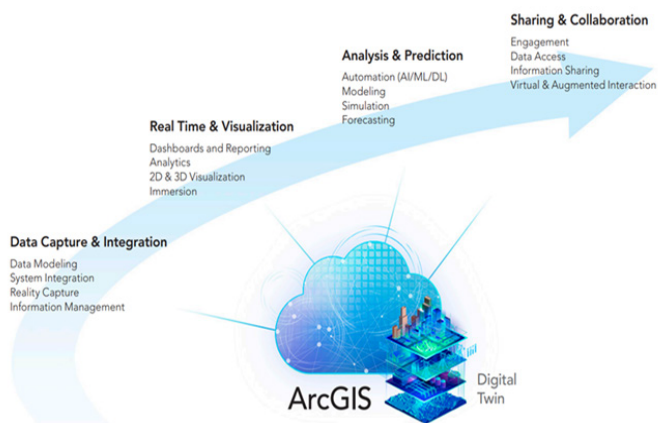 Sharing & Collaboration
Engagement
Data Access
Information Sharing
Virtual & Augmented Interaction
Analysis & Prediction
Automation (AI/ML/DL)
Modeling
Simulation
Forecasting
Real Time & Visualization
Dashboards and Reporting
Analytics
2D & 3D Visualization
Immersion
Data Capture & Integration
Data Modeling
System Integration
Reality Capture
Information Management
ArcGIS
Digital
Twin